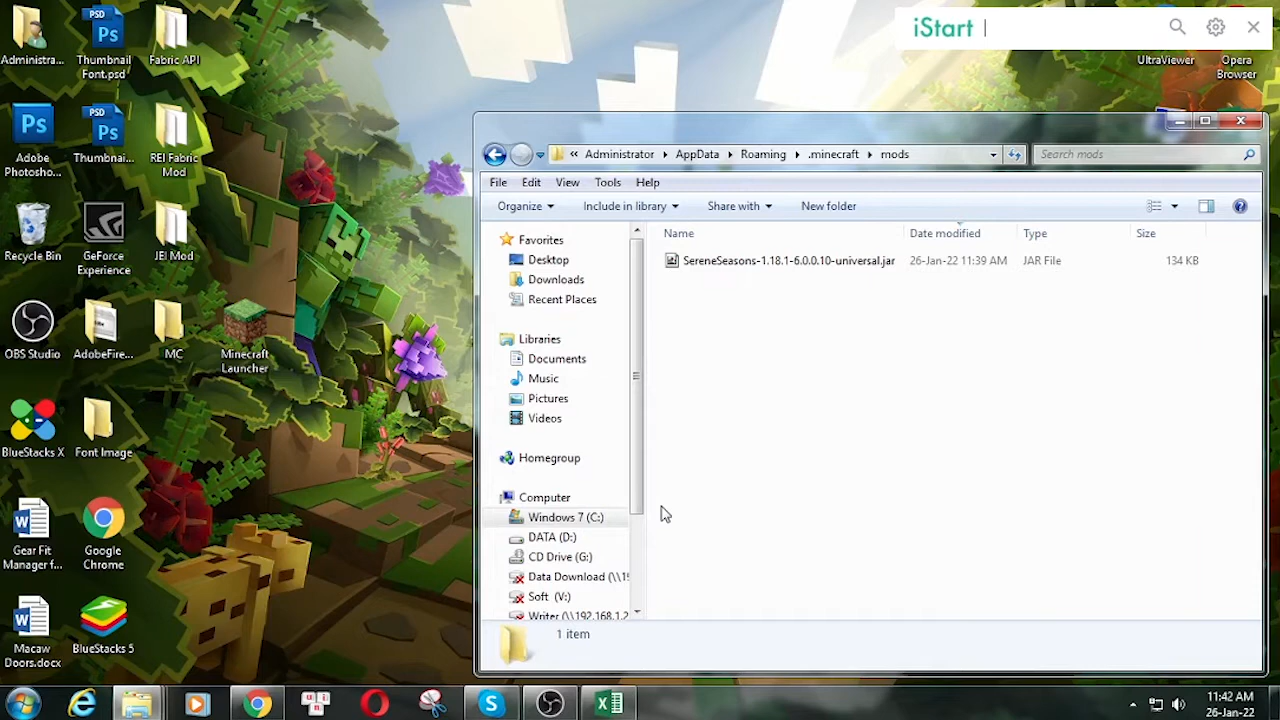 iStart
UltraViewer
Opera
Browser
Administra...
PSD
Ps
Thumbnail
Font.psd
Fabric API
Ps
Adobe
Photosho...
PSD
Ps
Thumbnai...
REI Fabric
Mod
Recycle Bin
GeForce
Experience
JEI Mod
OBS Studio
AdobeFire...
MC
Minecraft
Launcher
BlueStacks X
Font Image
Gear Fit
Manager f...
Google
Chrome
Macaw
Doors.docx
BlueStacks 5
« Administrator AppData Roaming .minecraft mods
Search mods
File Edit View Tools Help
Organize Include in library Share with New folder
Name Date modified Type Size
SereneSeasons-1.18.1-6.0.0.10-universal.jar 26-Jan-22 11:39 AM JAR File 134 KB
Favorites
Desktop
Downloads
Recent Places
Libraries
Documents
Music
Pictures
Videos
Homegroup
Computer
Windows 7 (C:)
DATA (D:)
CD Drive (G:)
Data Download (\\19
Soft (V:)
Writer (\\192.168.1.2
1 item
11:42 AM
26-Jan-22